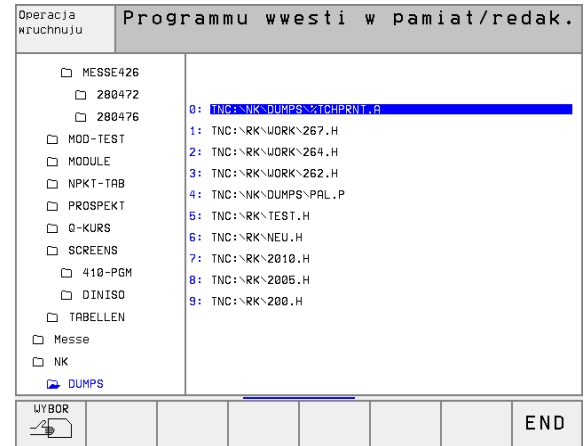 Operacja
wruchnuju
Programmu wwesti w pamiat/redak.
MESSE426
280472
280476
MOD-TEST
MODULE
NPKT-TAB
PROSPEKT
Q-KURS
SCREENS
410-PGM
DINISO
TABELLEN
Messe
NK
DUMPS
0: TNC:\NK\DUMPS\%TCHPRNT.A
1: TNC:\RK\WORK\267.H
2: TNC:\RK\WORK\264.H
3: TNC:\RK\WORK\262.H
4: TNC:\NK\DUMPS\PAL.P
5: TNC:\RK\TEST.H
6: TNC:\RK\NEU.H
7: TNC:\RK\2010.H
8: TNC:\RK\2005.H
9: TNC:\RK\200.H
WYBOR
END